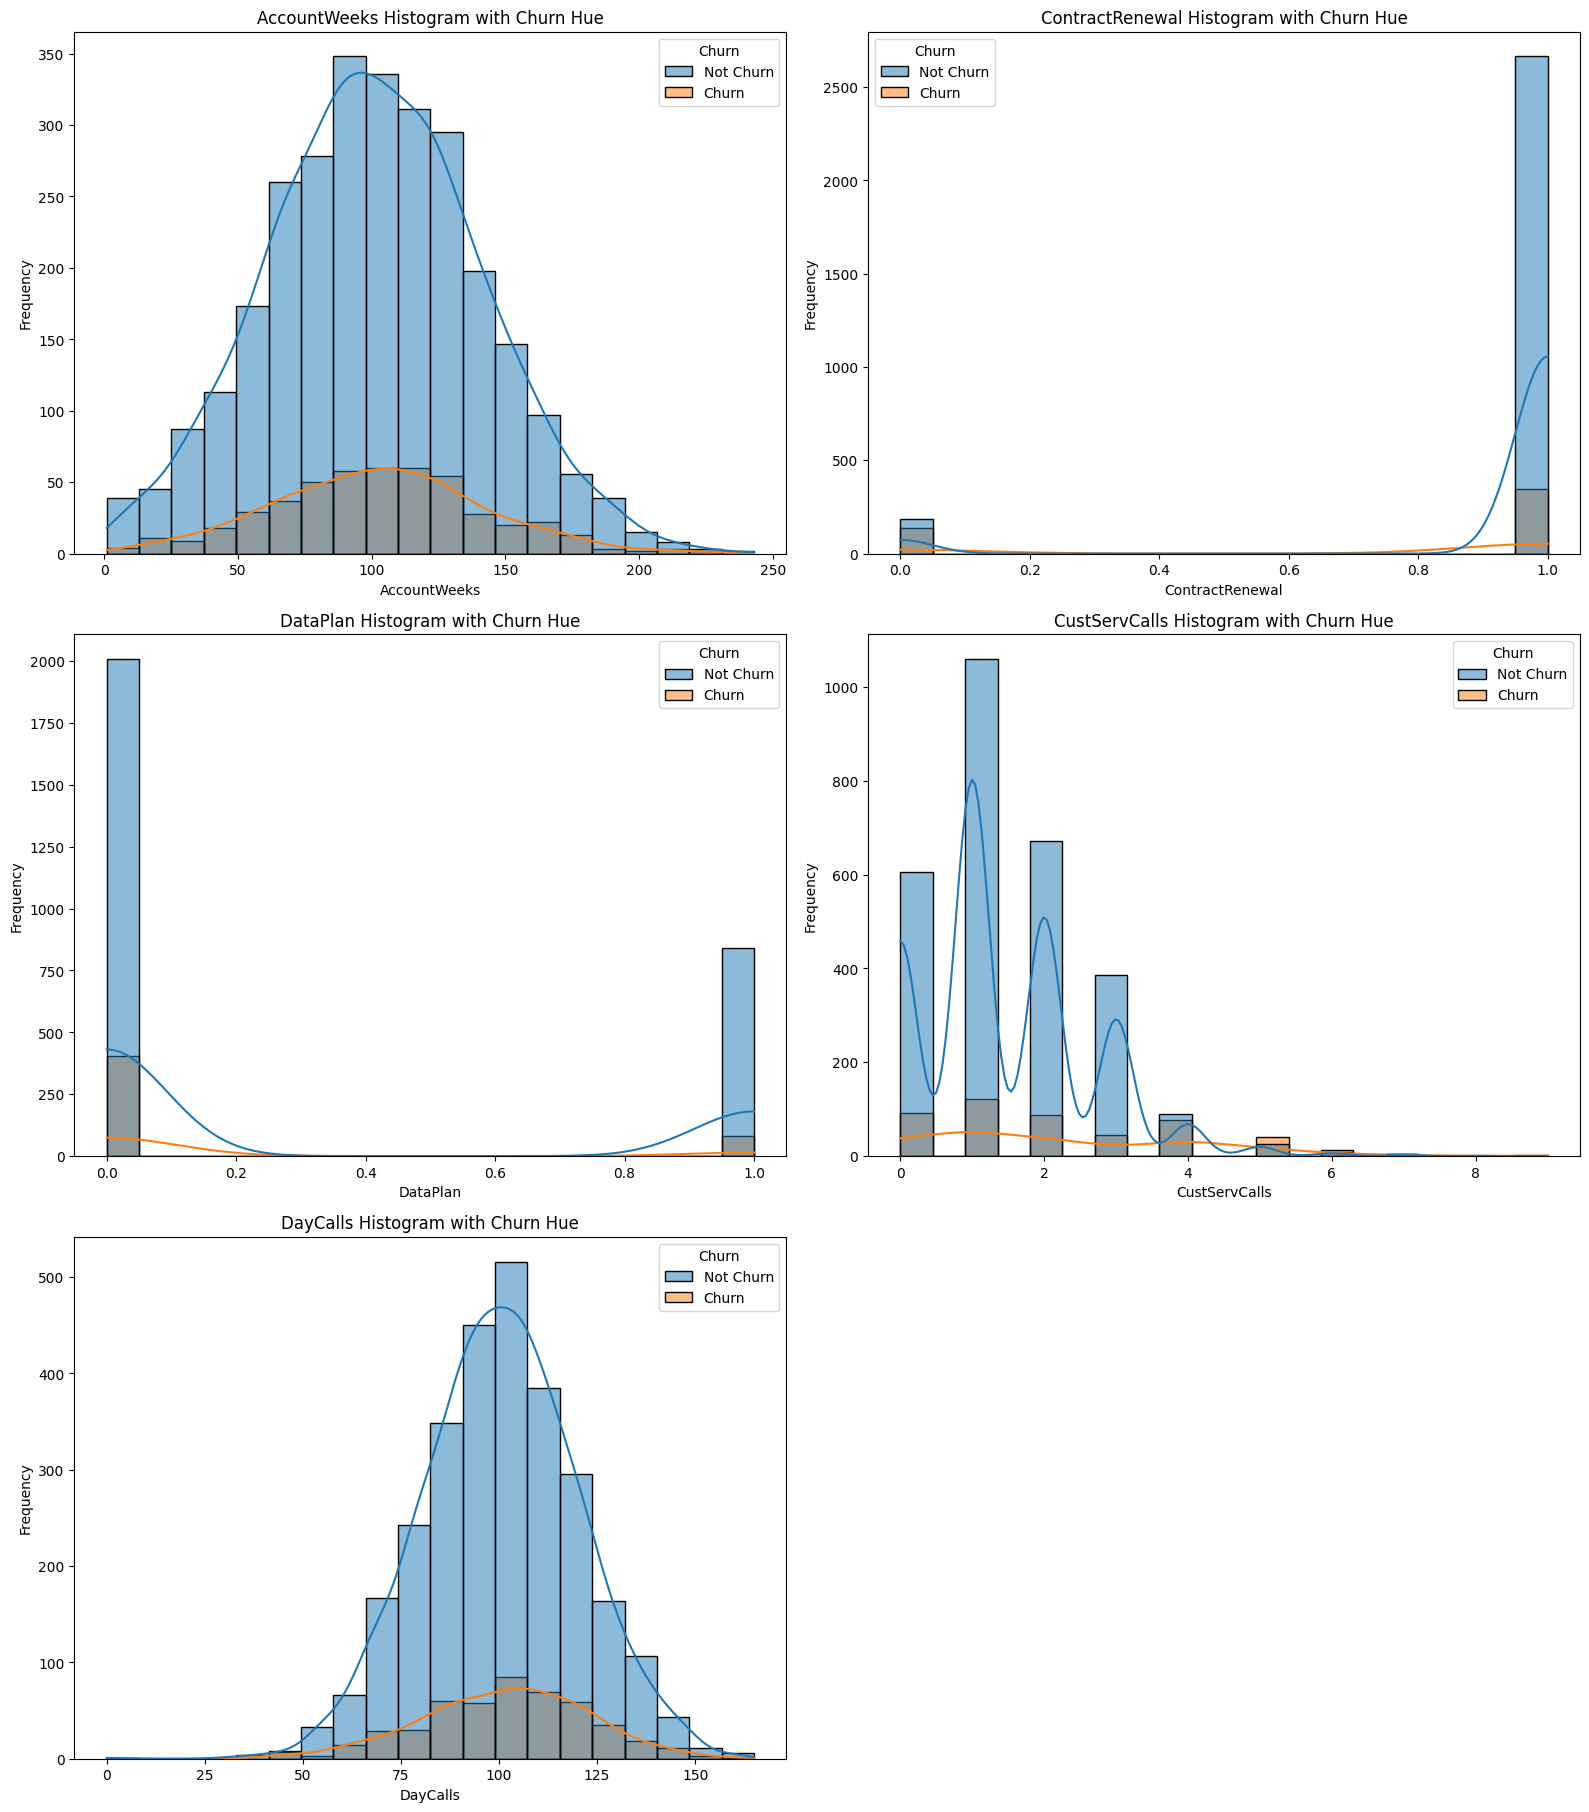 AccountWeeks Histogram with Churn Hue
Churn
Not Churn
Churn
350
300
250
200
150
100
50
0
Frequency
0 50 100 150 200 250
AccountWeeks
ContractRenewal Histogram with Churn Hue
Churn
Not Churn
Churn
2500
2000
1500
1000
500
0
Frequency
0.0 0.2 0.4 0.6 0.8 1.0
ContractRenewal
DataPlan Histogram with Churn Hue
Churn
Not Churn
Churn
2000
1750
1500
1250
1000
750
500
250
0
Frequency
0.0 0.2 0.4 0.6 0.8 1.0
DataPlan
CustServCalls Histogram with Churn Hue
Churn
Not Churn
Churn
1000
800
600
400
200
0
Frequency
0 2 4 6 8
CustServCalls
DayCalls Histogram with Churn Hue
Churn
Not Churn
Churn
500
400
300
200
100
0
Frequency
0 25 50 75 100 125 150
DayCalls